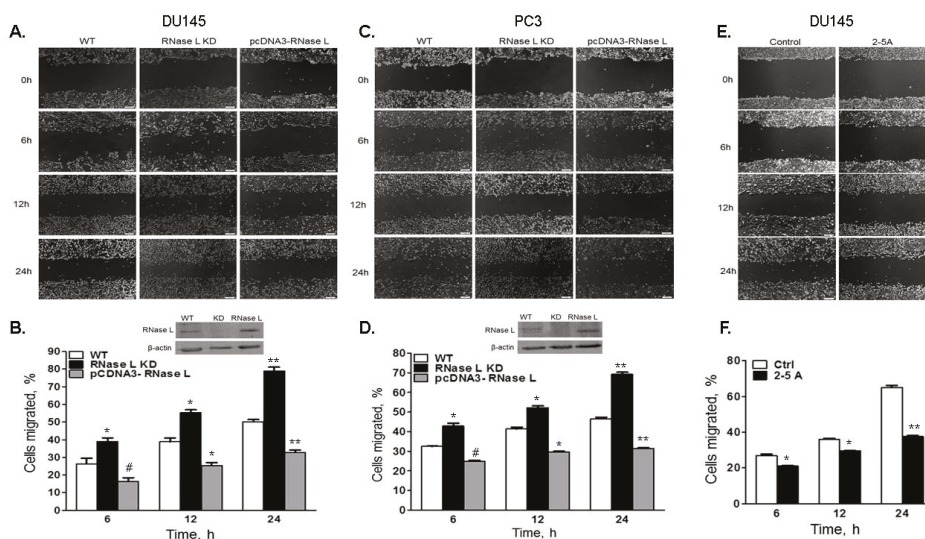 DU145
PC3
DU145
A.
WT
RNase L KD
pcDNA3-RNase L
0h
6h
12h
24h
C.
WT
RNase L KD
pcDNA3-RNase L
0h
6h
12h
24h
E.
Control
2-5A
0h
6h
12h
24h
B.
WT
KD
RNase L
RNase L
β-actin
WT
RNase L KD
pCDNA3- RNase L
Cells migrated, %
90
80
70
60
50
40
30
20
10
0
*
#
*
*
**
**
6
12
24
Time, h
D.
WT
KD
RNase L
RNase L
β-actin
WT
RNase L KD
pcDNA3-RNase L
Cells migrated, %
80
70
60
50
40
30
20
10
0
*
#
*
*
**
**
6
12
24
Time, h
F.
Ctrl
2-5 A
Cells migrated, %
80
60
40
20
0
*
*
**
6
12
24
Time, h